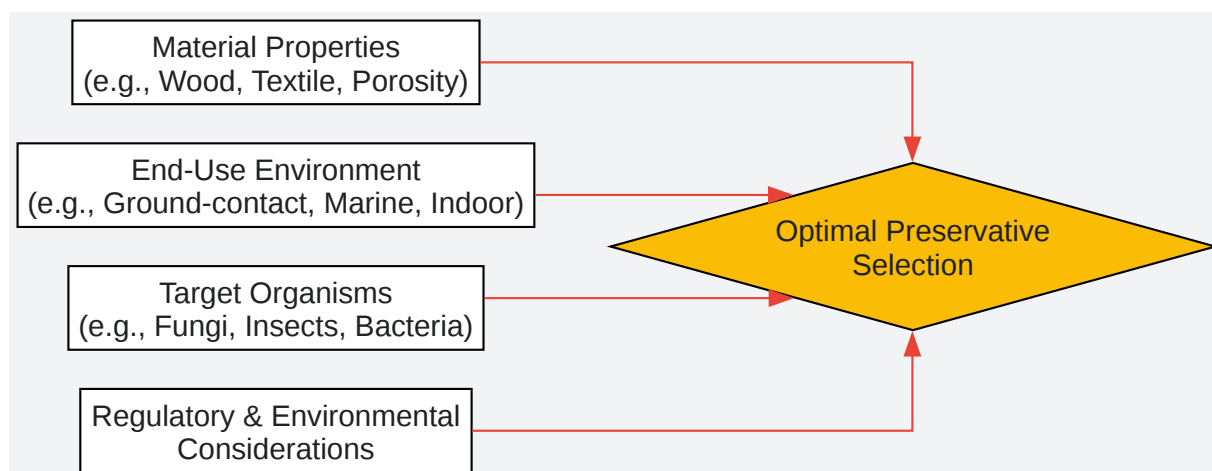 Material Properties
(e.g., Wood, Textile, Porosity)
End-Use Environment
(e.g., Ground-contact, Marine, Indoor)
Optimal Preservative
Selection
Target Organisms
(e.g., Fungi, Insects, Bacteria)
Regulatory & Environmental
Considerations